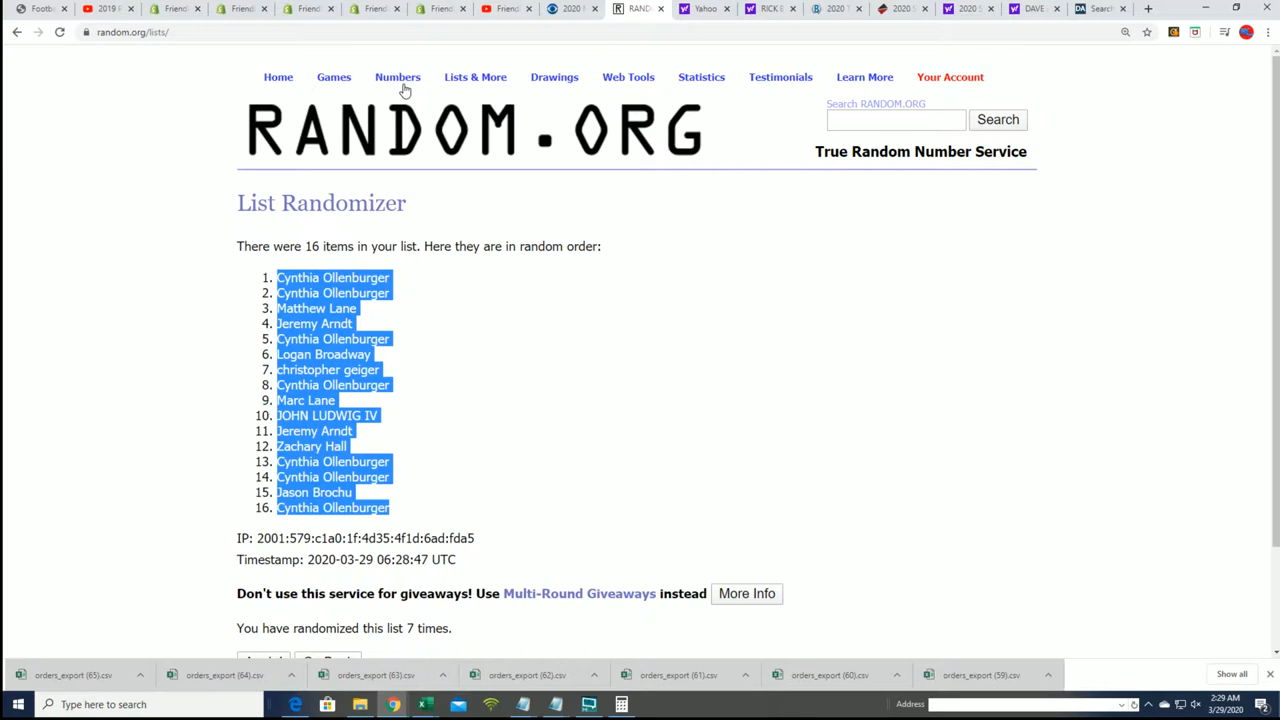 Footb
2019 F
Friend
Friend
Friend
Friend
Friend
Friend
2020 N
RAND
Yahoo
RICK B
2020 T
2020 S
2020 S
DAVE
Search
random.org/lists/
Home Games Numbers Lists & More Drawings Web Tools Statistics Testimonials Learn More Your Account
RANDOM.ORG
Search RANDOM.ORG
Search
True Random Number Service
List Randomizer
There were 16 items in your list. Here they are in random order:
1. Cynthia Ollenburger
2. Cynthia Ollenburger
3. Matthew Lane
4. Jeremy Arndt
5. Cynthia Ollenburger
6. Logan Broadway
7. christopher geiger
8. Cynthia Ollenburger
9. Marc Lane
10. JOHN LUDWIG IV
11. Jeremy Arndt
12. Zachary Hall
13. Cynthia Ollenburger
14. Cynthia Ollenburger
15. Jason Brochu
16. Cynthia Ollenburger
IP: 2001:579:c1a0:1f:4d35:4f1d:6ad:fda5
Timestamp: 2020-03-29 06:28:47 UTC
Don't use this service for giveaways! Use Multi-Round Giveaways instead More Info
You have randomized this list 7 times.
orders_export (65).csv orders_export (64).csv orders_export (63).csv orders_export (62).csv orders_export (61).csv orders_export (60).csv orders_export (59).csv Show all
Type here to search
Address
2:29 AM
3/29/2020